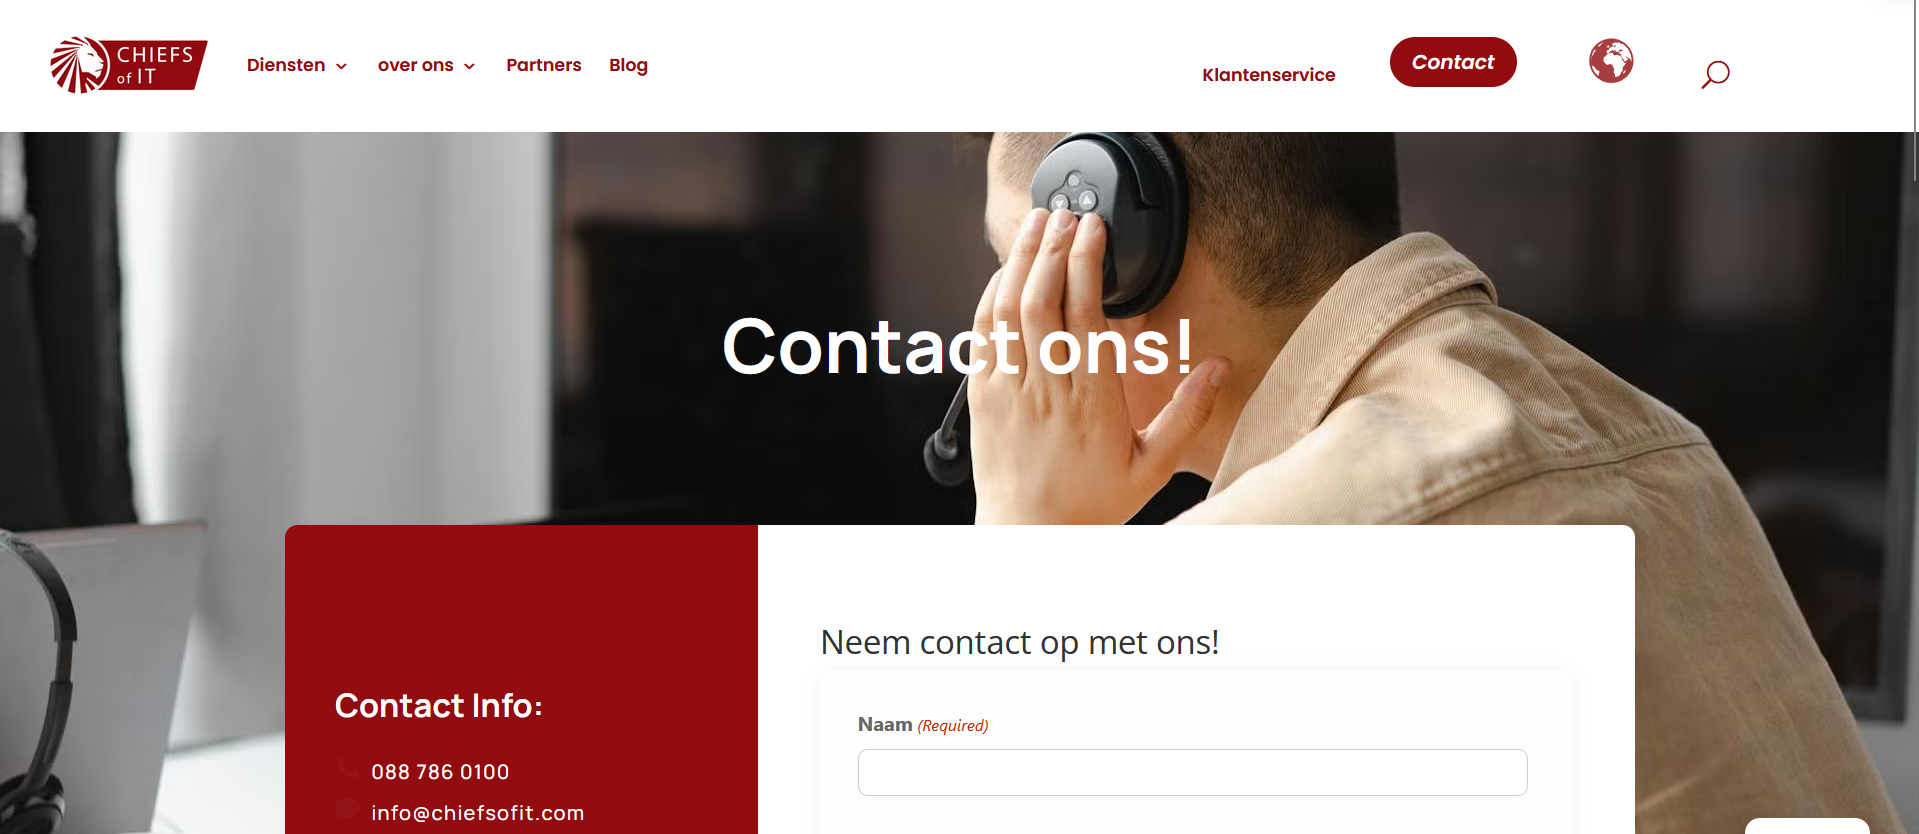 CHIEFS
of IT
Diensten
over ons
Partners
Blog
Klantenservice
Contact
Contact ons!
Contact Info:
088 786 0100
info@chiefsofit.com
Neem contact op met ons!
Naam (Required)